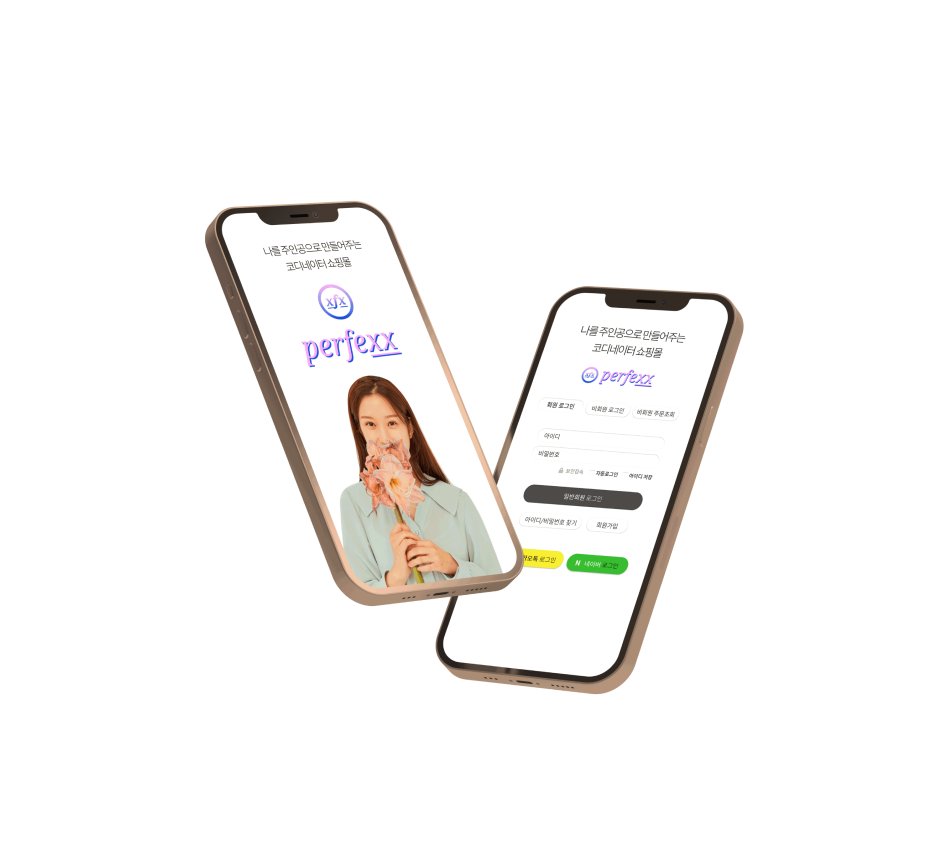 나를 주인공으로 만들어주는
코디네이터 쇼핑몰
xfx
perfexx
나를 주인공으로 만들어주는
코디네이터 쇼핑몰
xfx perfexx
회원 로그인 비회원 로그인 비회원 주문조회
아이디
비밀번호
보안접속 자동로그인 아이디 저장
일반회원 로그인
아이디/비밀번호 찾기 회원가입
카오톡 로그인 N 네이버 로그인